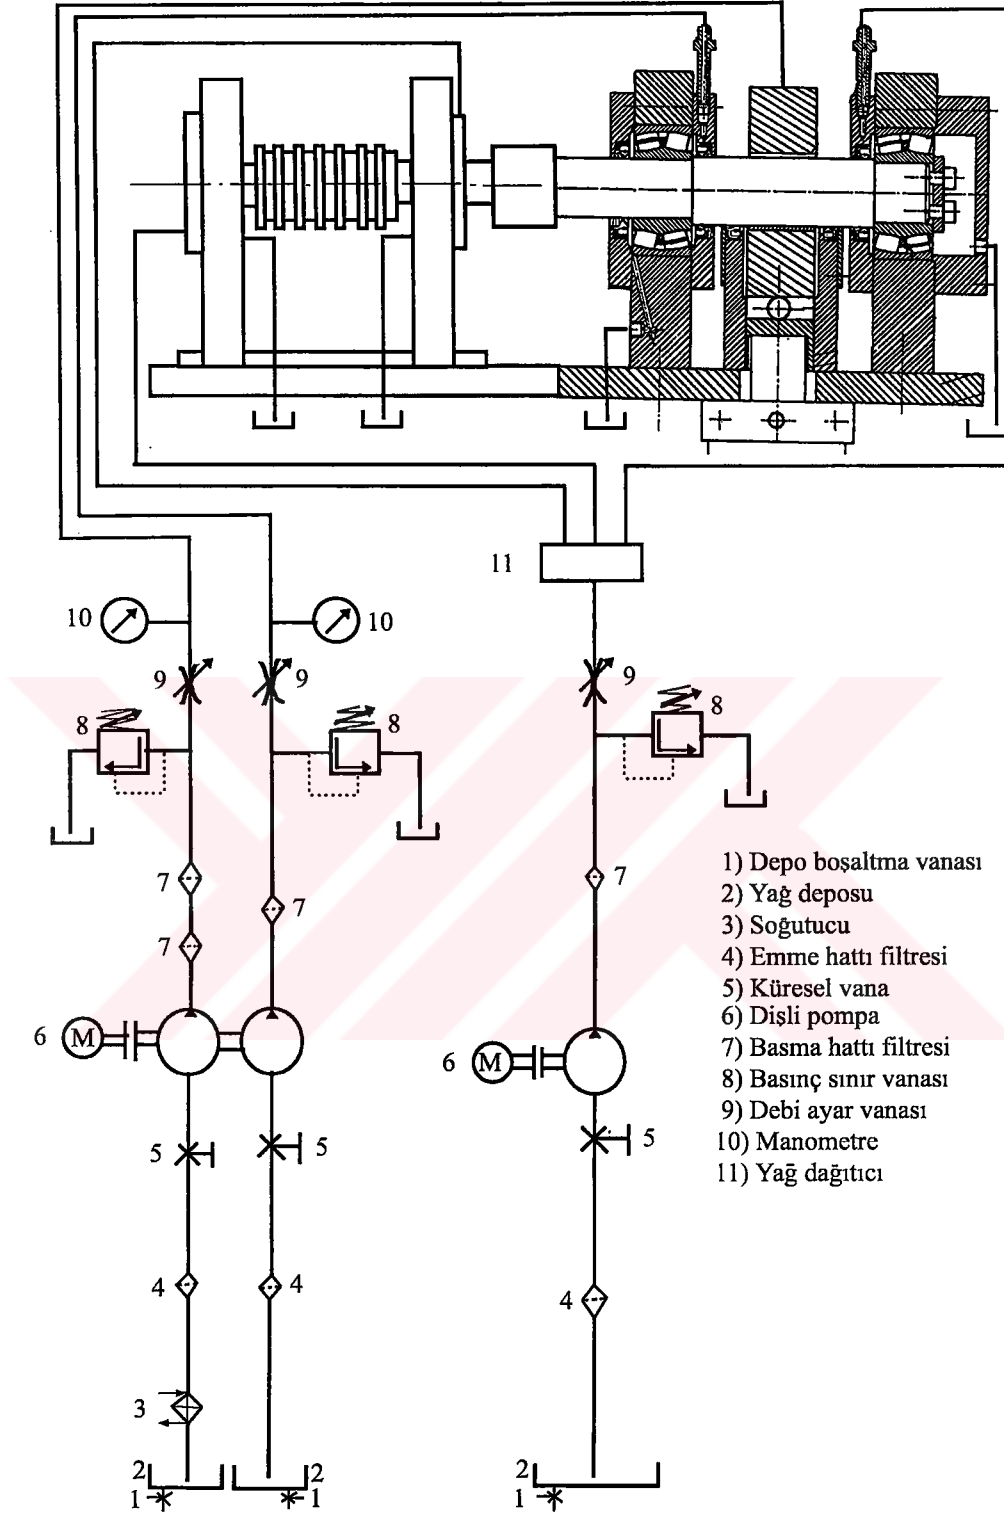 11
10
10
9
9
9
8
8
8
7
7
7
7
1) Depo boşaltma vanası
2) Yağ deposu
3) Soğutucu
4) Emme hattı filtresi
5) Küresel vana
6) Dişli pompa
7) Basma hattı filtresi
8) Basınç sınır vanası
9) Debi ayar vanası
10) Manometre
11) Yağ dağıtıcı
6 M
6 M
5
5
5
4
4
4
3
2
2
2
1
1
1